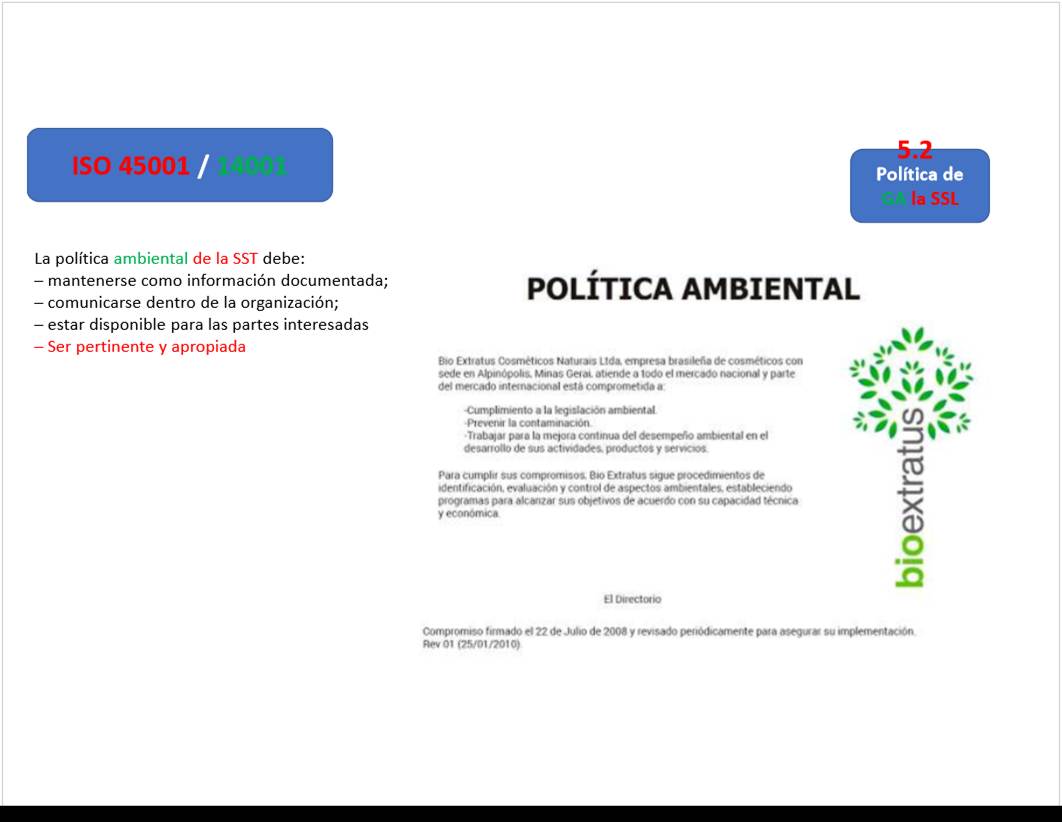 ISO 45001 / 14001
5.2
Política de
GA la SSL
La política ambiental de la SST debe:
– mantenerse como información documentada;
– comunicarse dentro de la organización;
– estar disponible para las partes interesadas
– Ser pertinente y apropiada
POLÍTICA AMBIENTAL
Bio Extratus Cosméticos Naturais Ltda, empresa brasileña de cosméticos con
sede en Alpinópolis, Minas Gerai, atiende a todo el mercado nacional y parte
del mercado internacional está comprometida a:
-Cumplimiento a la legislación ambiental.
-Prevenir la contaminación.
-Trabajar para la mejora continua del desempeño ambiental en el
desarrollo de sus actividades, productos y servicios.
Para cumplir sus compromisos, Bio Extratus sigue procedimientos de
identificación, evaluación y control de aspectos ambientales, estableciendo
programas para alcanzar sus objetivos de acuerdo con su capacidad técnica
y económica.
bioextratus
El Directorio
Compromiso firmado el 22 de Julio de 2008 y revisado periódicamente para asegurar su implementación.
Rev 01 (25/01/2010).